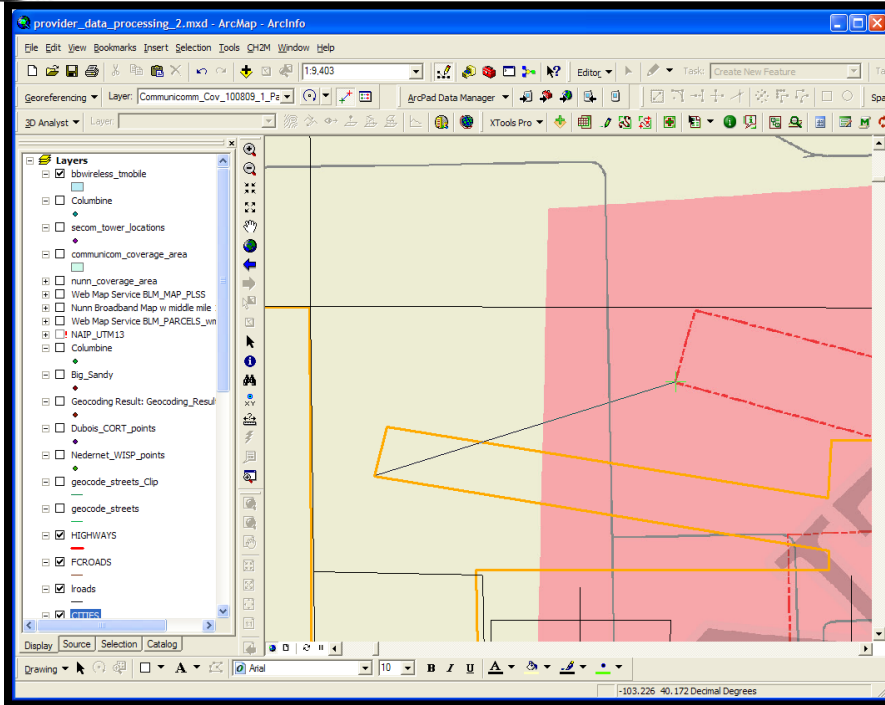 provider_data_processing_2.mxd - ArcMap - ArcInfo
File Edit View Bookmarks Insert Selection Tools CH2M Window Help
1:9,403 Editor Task: Create New Feature Ta
Georeferencing Layer: Communicomm_Cov_100809_1_Pa ArcPad Data Manager Spa
3D Analyst Layer: XTools Pro
Layers
bbwireless_tmobile
Columbine
secom_tower_locations
communicom_coverage_area
nunn_coverage_area
Web Map Service BLM_MAP_PLSS
Nunn Broadband Map w middle mile
Web Map Service BLM_PARCELS_wm
NAIP_UTM13
Columbine
Big_Sandy
Geocoding Result: Geocoding_Resul
Dubois_CORT_points
Nedernet_WISP_points
geocode_streets_Clip
geocode_streets
HIGHWAYS
FCROADS
lroads
CITIES
Display Source Selection Catalog
Drawing A Arial 10 B I U A
-103.226 40.172 Decimal Degrees